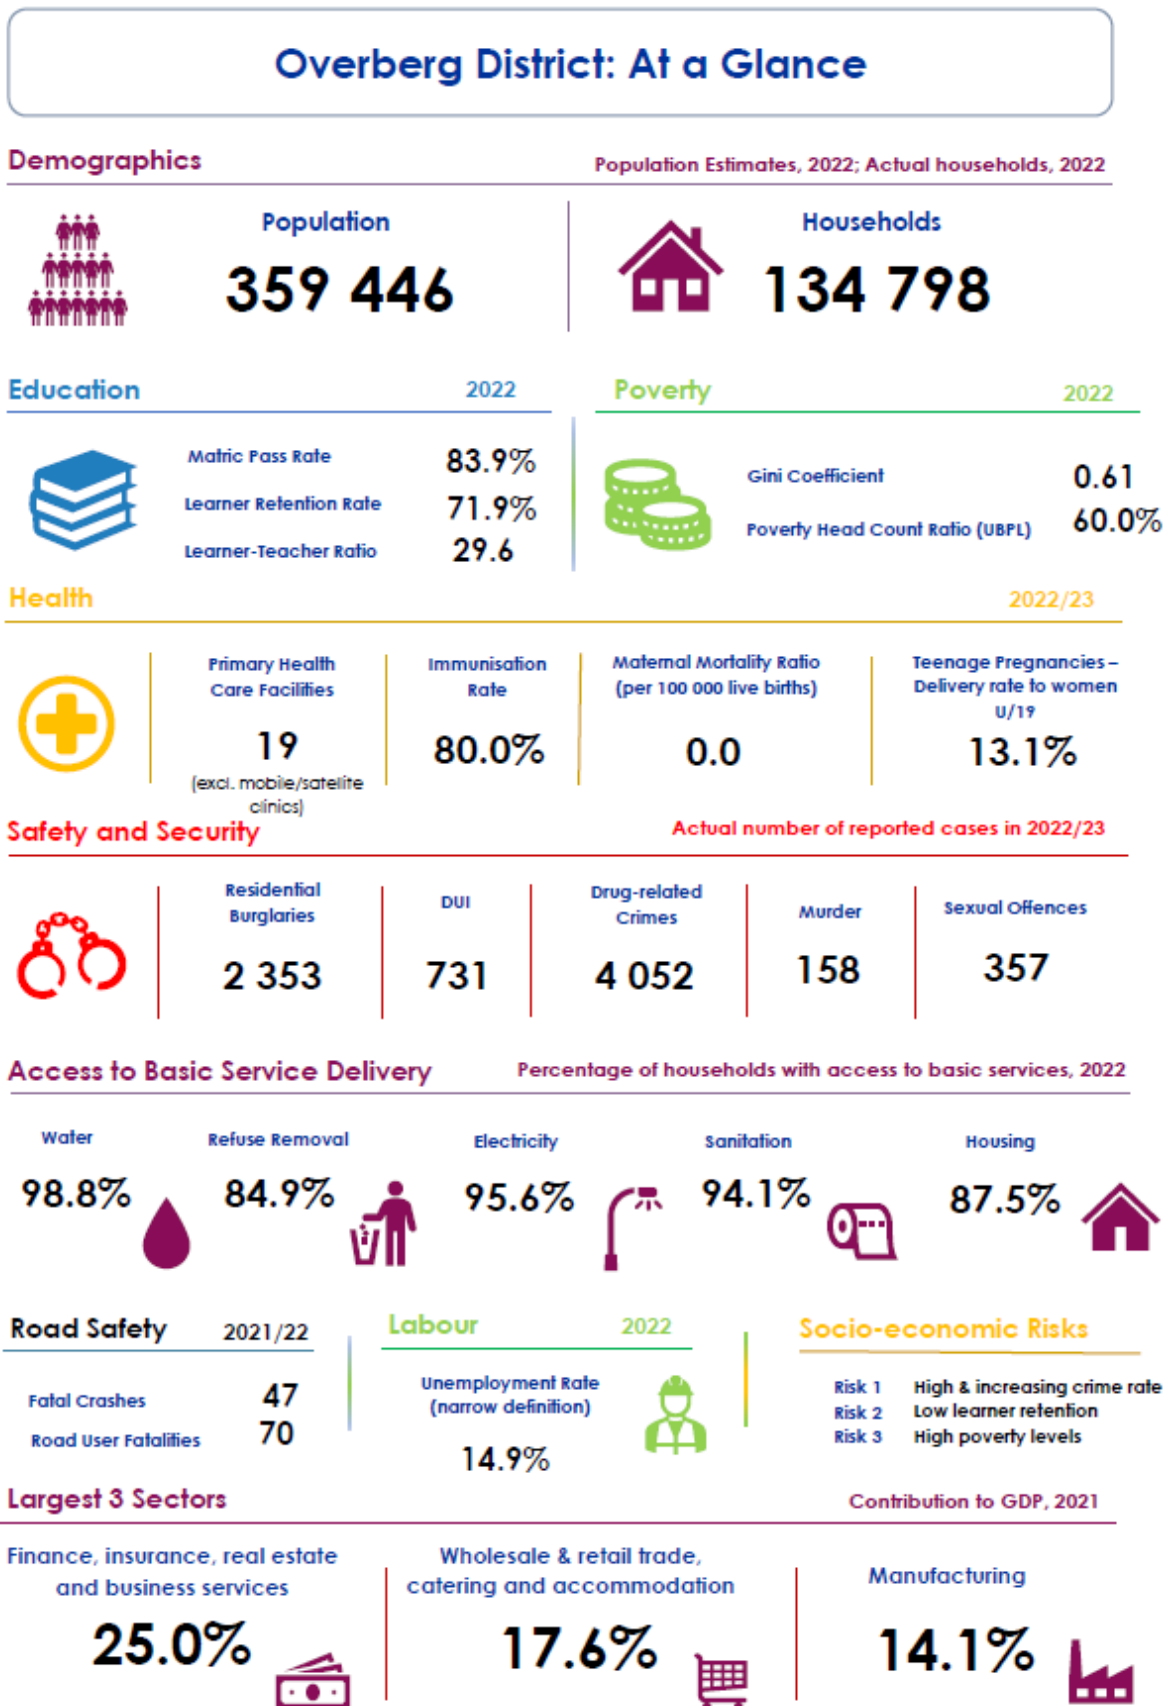 Overberg District: At a Glance
Demographics
Population Estimates, 2022; Actual households, 2022
Population
359 446
Households
134 798
Education
2022
Matric Pass Rate
83.9%
Learner Retention Rate
71.9%
Learner-Teacher Ratio
29.6
Poverty
2022
Gini Coefficient
0.61
Poverty Head Count Ratio (UBPL)
60.0%
Health
2022/23
Primary Health
Care Facilities
19
(excl. mobile/satellite
clinics)
Immunisation
Rate
80.0%
Maternal Mortality Ratio
(per 100 000 live births)
0.0
Teenage Pregnancies –
Delivery rate to women
U/19
13.1%
Safety and Security
Actual number of reported cases in 2022/23
Residential
Burglaries
2 353
DUI
731
Drug-related
Crimes
4 052
Murder
158
Sexual Offences
357
Access to Basic Service Delivery
Percentage of households with access to basic services, 2022
Water
98.8%
Refuse Removal
84.9%
Electricity
95.6%
Sanitation
94.1%
Housing
87.5%
Road Safety
2021/22
Fatal Crashes
47
Road User Fatalities
70
Labour
2022
Unemployment Rate
(narrow definition)
14.9%
Socio-economic Risks
Risk 1 High & increasing crime rate
Risk 2 Low learner retention
Risk 3 High poverty levels
Largest 3 Sectors
Contribution to GDP, 2021
Finance, insurance, real estate
and business services
25.0%
Wholesale & retail trade,
catering and accommodation
17.6%
Manufacturing
14.1%